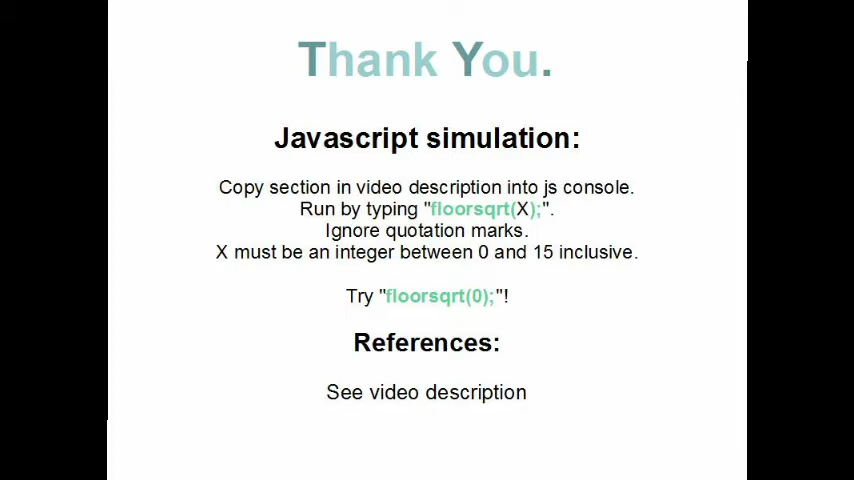 Thank You.
Javascript simulation:
Copy section in video description into js console.
Run by typing "floorsqrt(X);".
Ignore quotation marks.
X must be an integer between 0 and 15 inclusive.
Try "floorsqrt(0);"!
References:
See video description